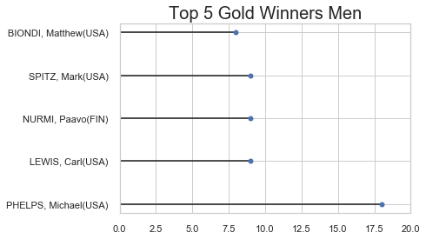 Top 5 Gold Winners Men
BIONDI, Matthew(USA)
SPITZ, Mark(USA)
NURMI, Paavo(FIN)
LEWIS, Carl(USA)
PHELPS, Michael(USA)
0.0 2.5 5.0 7.5 10.0 12.5 15.0 17.5 20.0